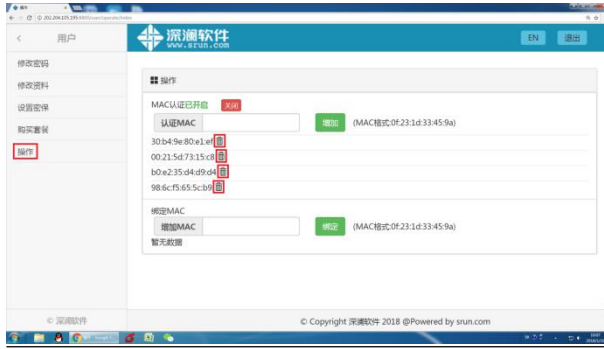 用户
深澜软件
www.srun.com
EN
退出
修改密码
修改资料
设置密保
购买套餐
操作
操作
MAC认证已开启 关闭
认证MAC 增加 (MAC格式:0f:23:1d:33:45:9a)
30:b4:9e:80:e1:ef
00:21:5d:73:15:c8
b0:e2:35:d4:d9:d4
98:6c:f5:65:5c:b9
绑定MAC
增加MAC 绑定 (MAC格式:0f:23:1d:33:45:9a)
暂无数据
© 深澜软件
© Copyright 深澜软件 2018 @Powered by srun.com